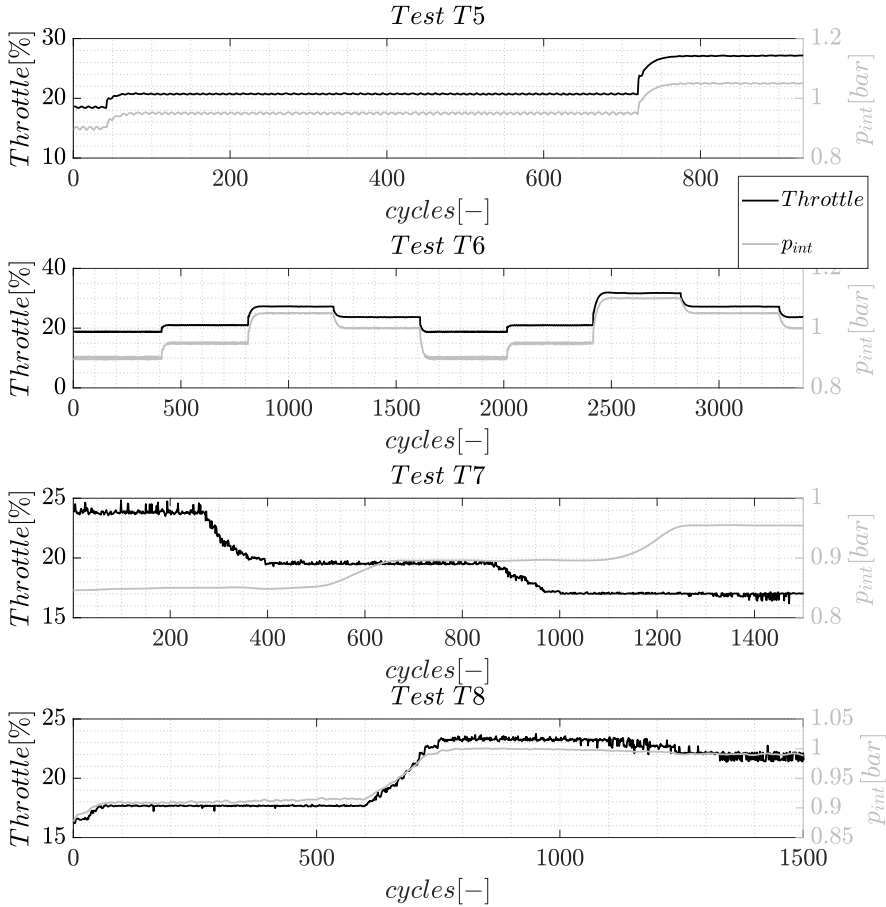 Test T5
Throttle[%]
30
20
10
1.2
1
0.8
p_int[bar]
0 200 400 600 800
cycles[−]
Throttle
p_int
Test T6
Throttle[%]
40
20
0
1.2
1
0.8
p_int[bar]
0 500 1000 1500 2000 2500 3000
cycles[−]
Test T7
Throttle[%]
25
20
15
1
0.9
0.8
p_int[bar]
200 400 600 800 1000 1200 1400
cycles[−]
Test T8
Throttle[%]
25
20
15
1.05
1
0.95
0.9
0.85
p_int[bar]
0 500 1000 1500
cycles[−]